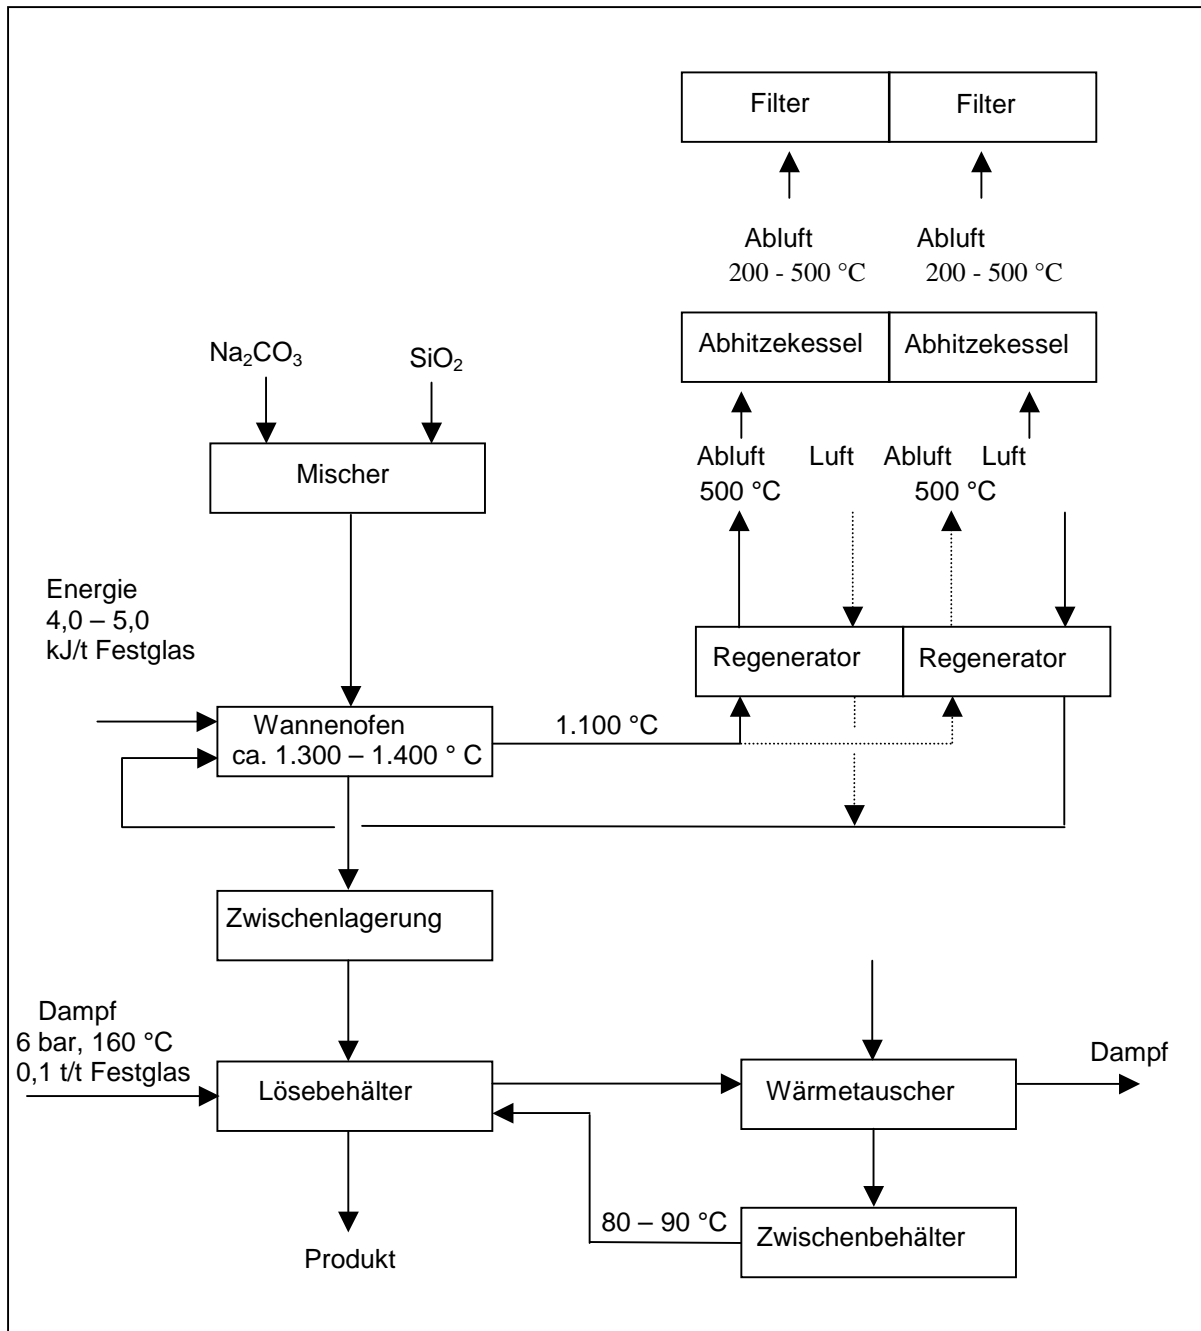 Filter Filter
Abluft Abluft
200 - 500 °C 200 - 500 °C
Abhitzekessel Abhitzekessel
Na₂CO₃ SiO₂
Mischer
Abluft Luft Abluft Luft
500 °C 500 °C
Energie
4,0 – 5,0
kJ/t Festglas
Regenerator Regenerator
Wannenofen
ca. 1.300 – 1.400 ° C
1.100 °C
Zwischenlagerung
Dampf
6 bar, 160 °C
0,1 t/t Festglas
Lösebehälter
Wärmetauscher
Dampf
80 – 90 °C
Zwischenbehälter
Produkt